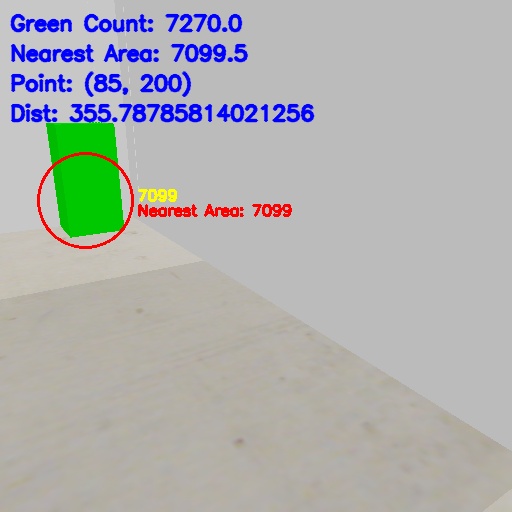 Green Count: 7270.0
Nearest Area: 7099.5
Point: (85, 200)
Dist: 355.78785814021256
7099
Nearest Area: 7099